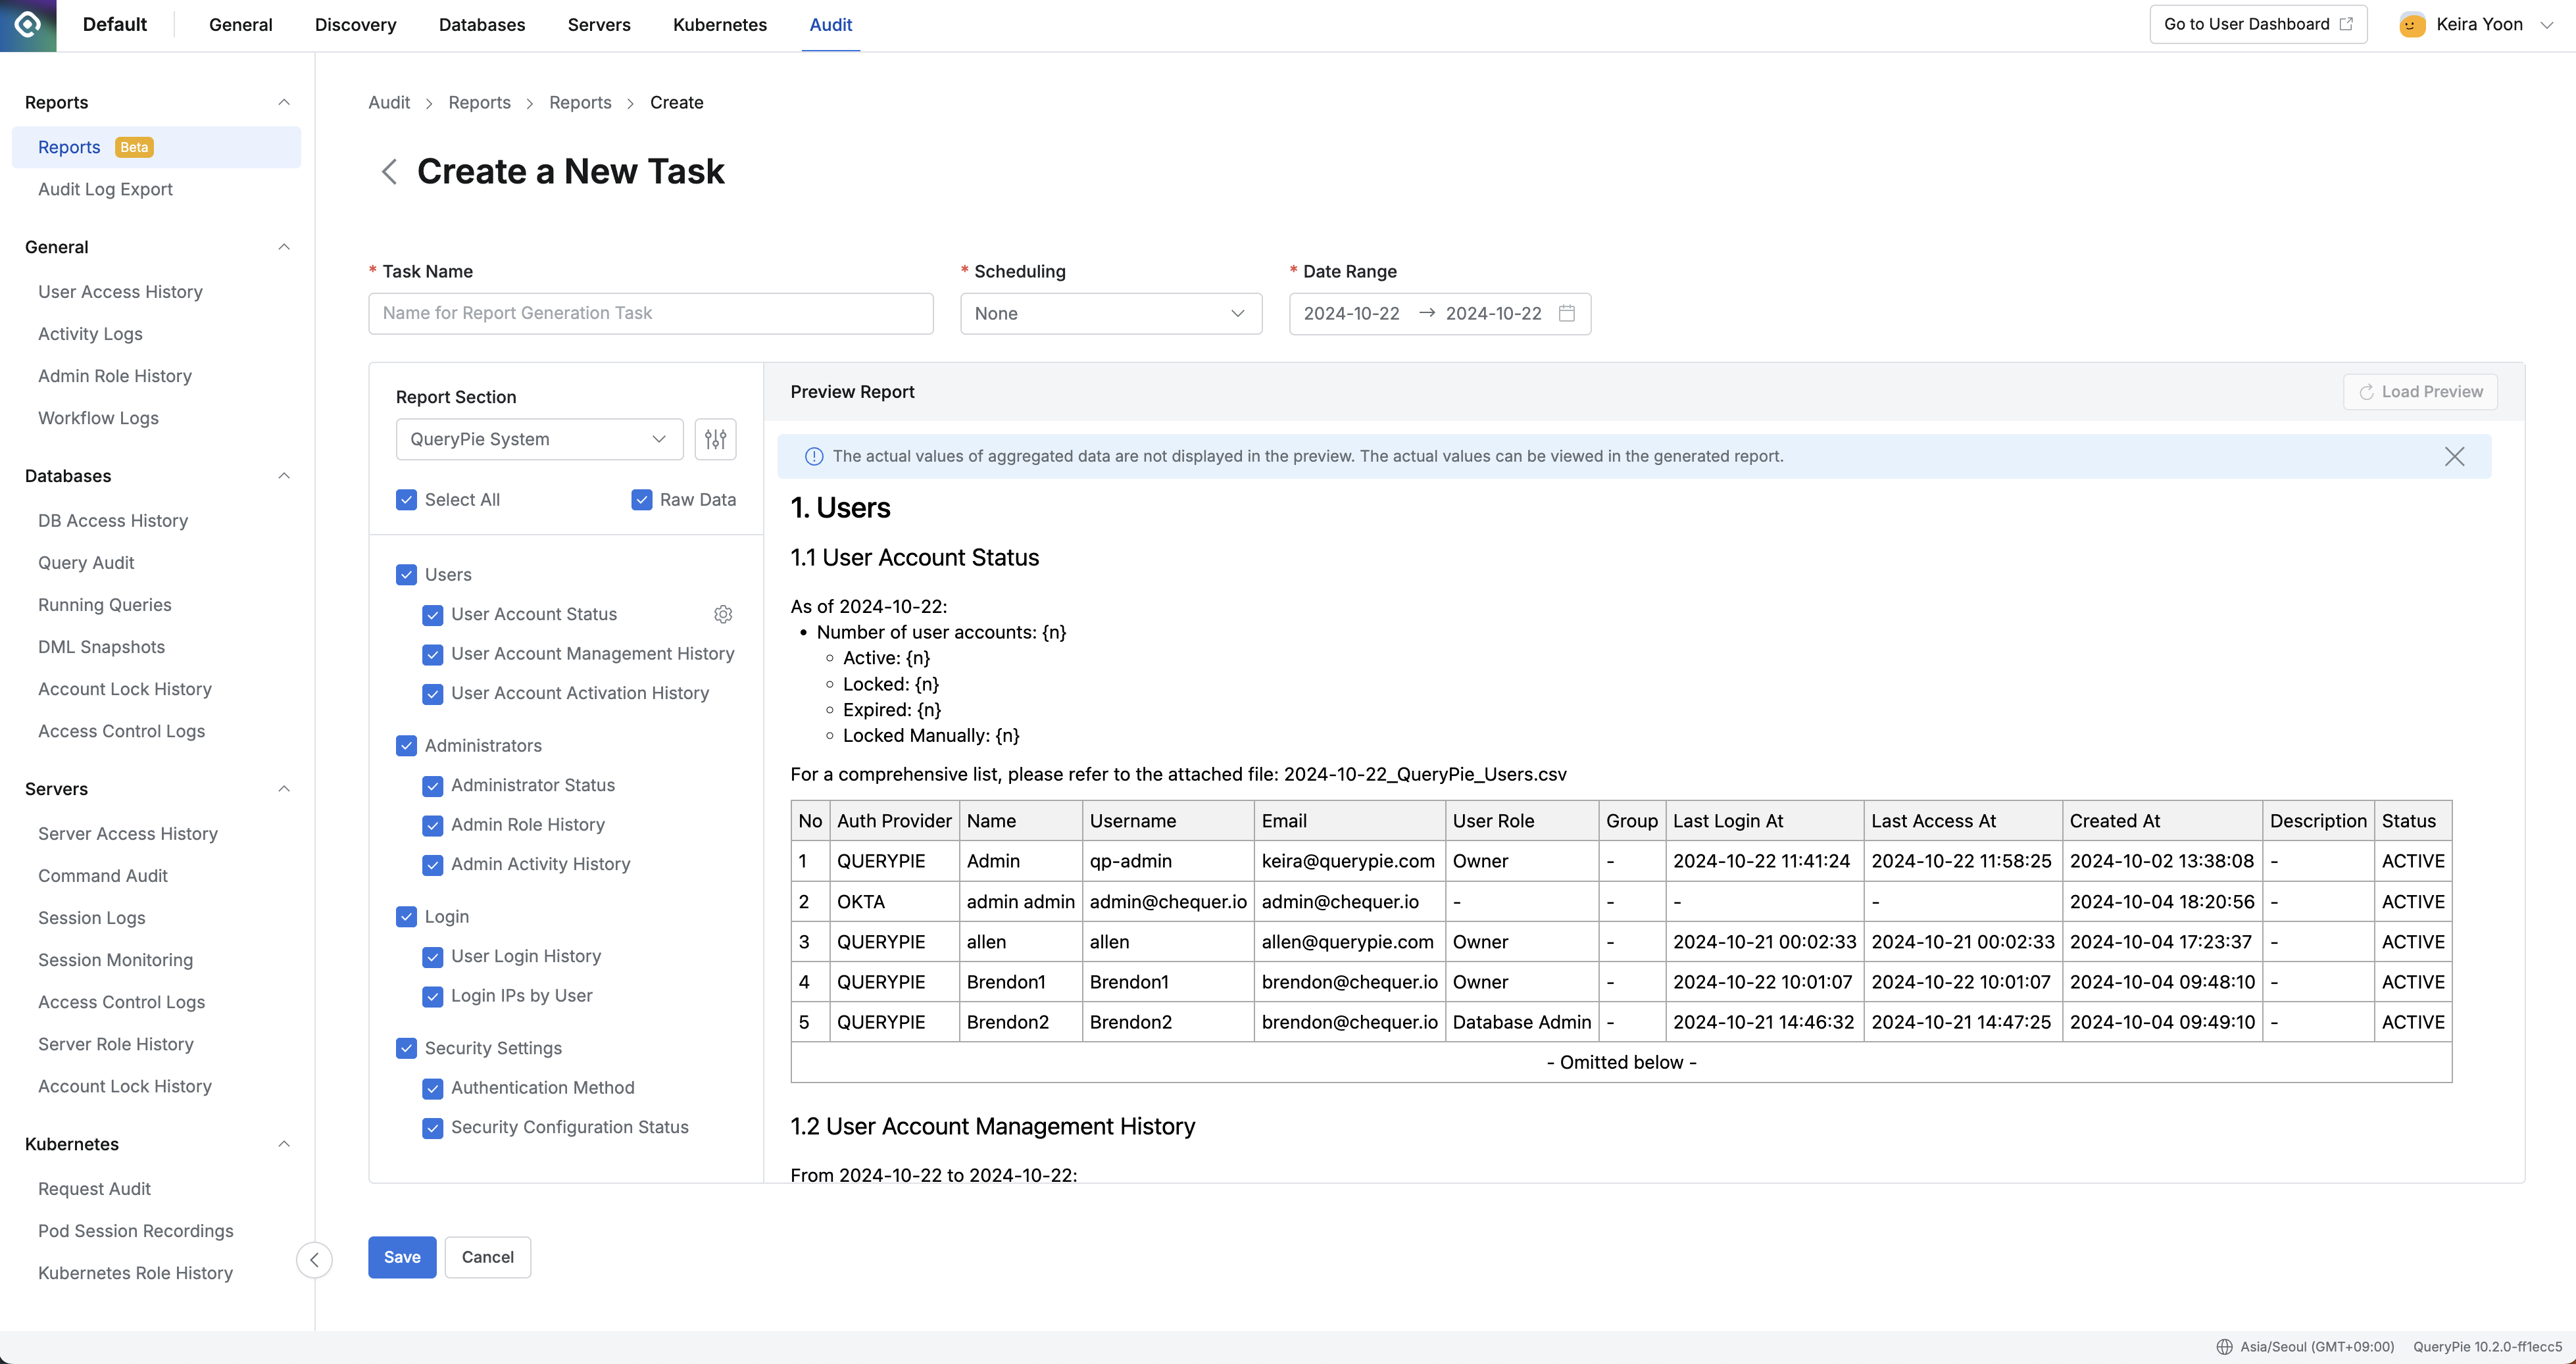 Default
General
Discovery
Databases
Servers
Kubernetes
Audit
Go to User Dashboard
Keira Yoon
Reports
Reports Beta
Audit Log Export
General
User Access History
Activity Logs
Admin Role History
Workflow Logs
Databases
DB Access History
Query Audit
Running Queries
DML Snapshots
Account Lock History
Access Control Logs
Servers
Server Access History
Command Audit
Session Logs
Session Monitoring
Access Control Logs
Server Role History
Account Lock History
Kubernetes
Request Audit
Pod Session Recordings
Kubernetes Role History
Audit > Reports > Reports > Create
Create a New Task
* Task Name
Name for Report Generation Task
* Scheduling
None
* Date Range
2024-10-22 → 2024-10-22
Report Section
QueryPie System
Select All
Raw Data
Users
User Account Status
User Account Management History
User Account Activation History
Administrators
Administrator Status
Admin Role History
Admin Activity History
Login
User Login History
Login IPs by User
Security Settings
Authentication Method
Security Configuration Status
Preview Report
Load Preview
The actual values of aggregated data are not displayed in the preview. The actual values can be viewed in the generated report.
1. Users
1.1 User Account Status
As of 2024-10-22:
• Number of user accounts: {n}
◦ Active: {n}
◦ Locked: {n}
◦ Expired: {n}
◦ Locked Manually: {n}
For a comprehensive list, please refer to the attached file: 2024-10-22_QueryPie_Users.csv
No Auth Provider Name Username Email User Role Group Last Login At Last Access At Created At Description Status
1 QUERYPIE Admin qp-admin keira@querypie.com Owner - 2024-10-22 11:41:24 2024-10-22 11:58:25 2024-10-02 13:38:08 - ACTIVE
2 OKTA admin admin admin@chequer.io admin@chequer.io - - - - 2024-10-04 18:20:56 - ACTIVE
3 QUERYPIE allen allen allen@querypie.com Owner - 2024-10-21 00:02:33 2024-10-21 00:02:33 2024-10-04 17:23:37 - ACTIVE
4 QUERYPIE Brendon1 Brendon1 brendon@chequer.io Owner - 2024-10-22 10:01:07 2024-10-22 10:01:07 2024-10-04 09:48:10 - ACTIVE
5 QUERYPIE Brendon2 Brendon2 brendon@chequer.io Database Admin - 2024-10-21 14:46:32 2024-10-21 14:47:25 2024-10-04 09:49:10 - ACTIVE
- Omitted below -
1.2 User Account Management History
From 2024-10-22 to 2024-10-22:
Save
Cancel
Asia/Seoul (GMT+09:00)
QueryPie 10.2.0-ff1ecc5